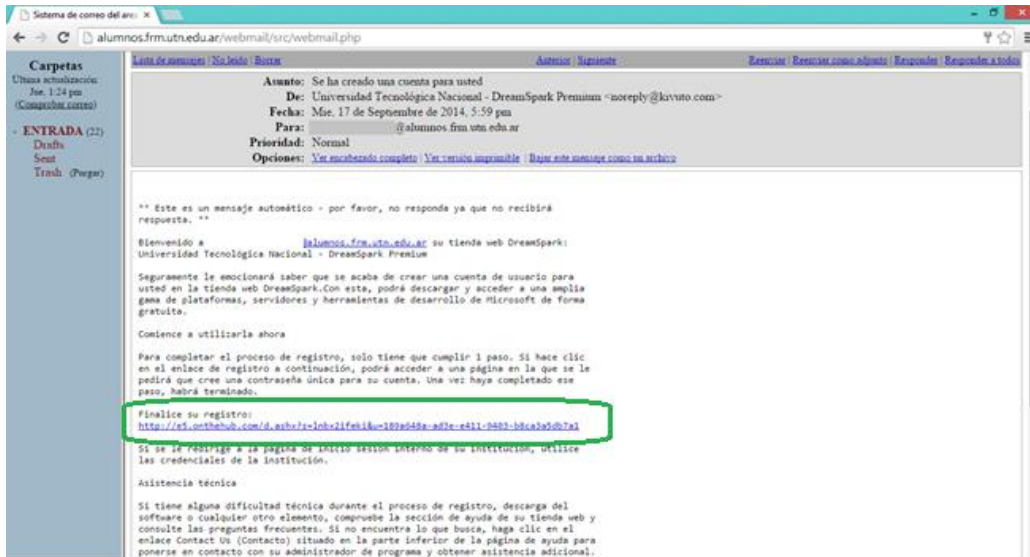 Sistema de correo del are
alumnos.frm.utn.edu.ar/webmail/src/webmail.php
Carpetas
Última actualización:
Jue, 1:24 pm
(Comprobar correo)
- ENTRADA (22)
Drafts
Sent
Trash (Purgar)
Lista de mensajes | No leído | Borrar
Anterior | Siguiente
Reenviar | Reenviar como adjunto | Responder | Responder a todos
Asunto: Se ha creado una cuenta para usted
De: Universidad Tecnológica Nacional - DreamSpark Premium <noreply@kivuto.com>
Fecha: Mie, 17 de Septiembre de 2014, 5:59 pm
Para: @alumnos.frm.utn.edu.ar
Prioridad: Normal
Opciones: Ver encabezado completo | Ver versión imprimible | Bajar este mensaje como un archivo
** Este es un mensaje automático - por favor, no responda ya que no recibirá
respuesta. **
Bienvenido a @alumnos.frm.utn.edu.ar su tienda web DreamSpark:
Universidad Tecnológica Nacional - DreamSpark Premium
Seguramente le emocionará saber que se acaba de crear una cuenta de usuario para
usted en la tienda web DreamSpark.Con esta, podrá descargar y acceder a una amplia
gama de plataformas, servidores y herramientas de desarrollo de Microsoft de forma
gratuita.
Comience a utilizarla ahora
Para completar el proceso de registro, solo tiene que cumplir 1 paso. Si hace clic
en el enlace de registro a continuación, podrá acceder a una página en la que se le
pedirá que cree una contraseña única para su cuenta. Una vez haya completado ese
paso, habrá terminado.
Finalice su registro:
Si se le redirige a la página de inicio sesión interno de su institución, utilice
las credenciales de la institución.
Asistencia técnica
Si tiene alguna dificultad técnica durante el proceso de registro, descarga del
software o cualquier otro elemento, compruebe la sección de ayuda de su tienda web y
consulte las preguntas frecuentes. Si no encuentra lo que busca, haga clic en el
enlace Contact Us (Contacto) situado en la parte inferior de la página de ayuda para
ponerse en contacto con su administrador de programa y obtener asistencia adicional.